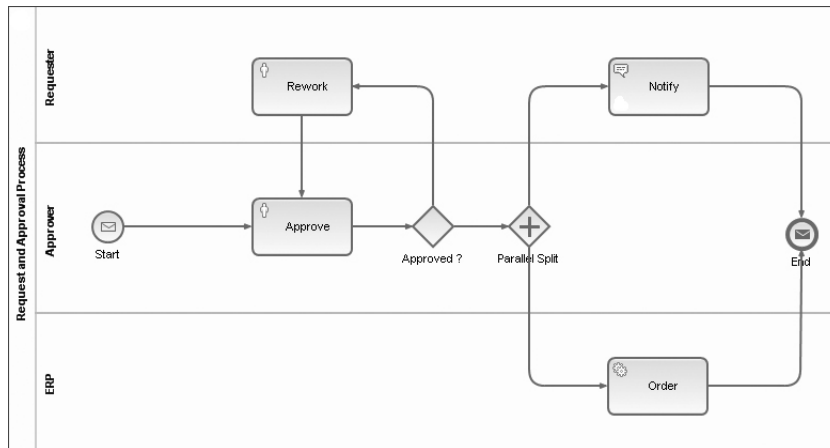 Request and Approval Process
Requester
Rework
Notify
Approver
Start
Approve
Approved ?
Parallel Split
End
ERP
Order